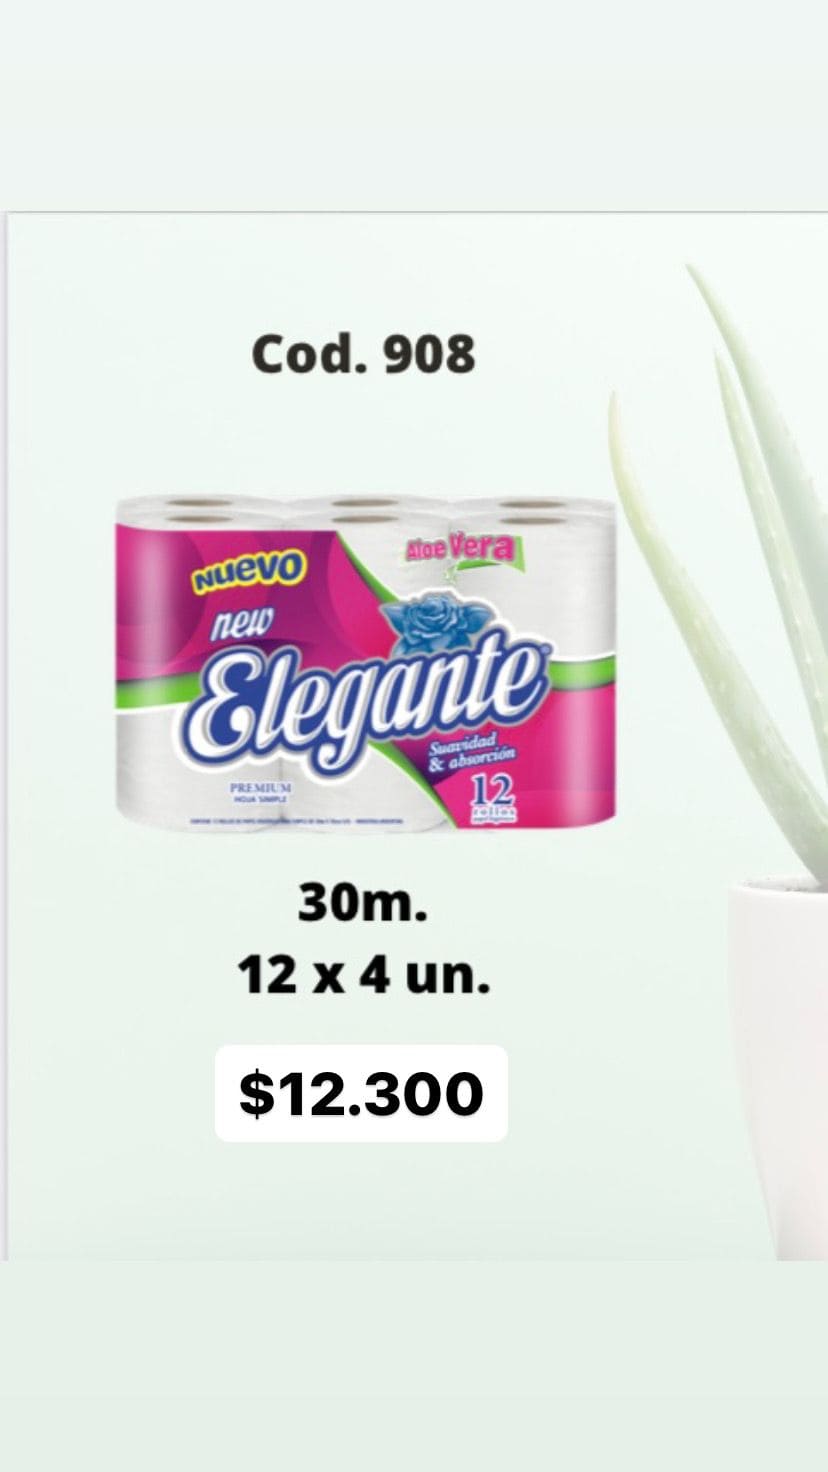 Cod. 908
NUEVO
Aloe Vera
new
Elegante
Suavidad
& absorción
PREMIUM
HOJA SIMPLE
12
rollos
30m.
12 x 4 un.
$12.300